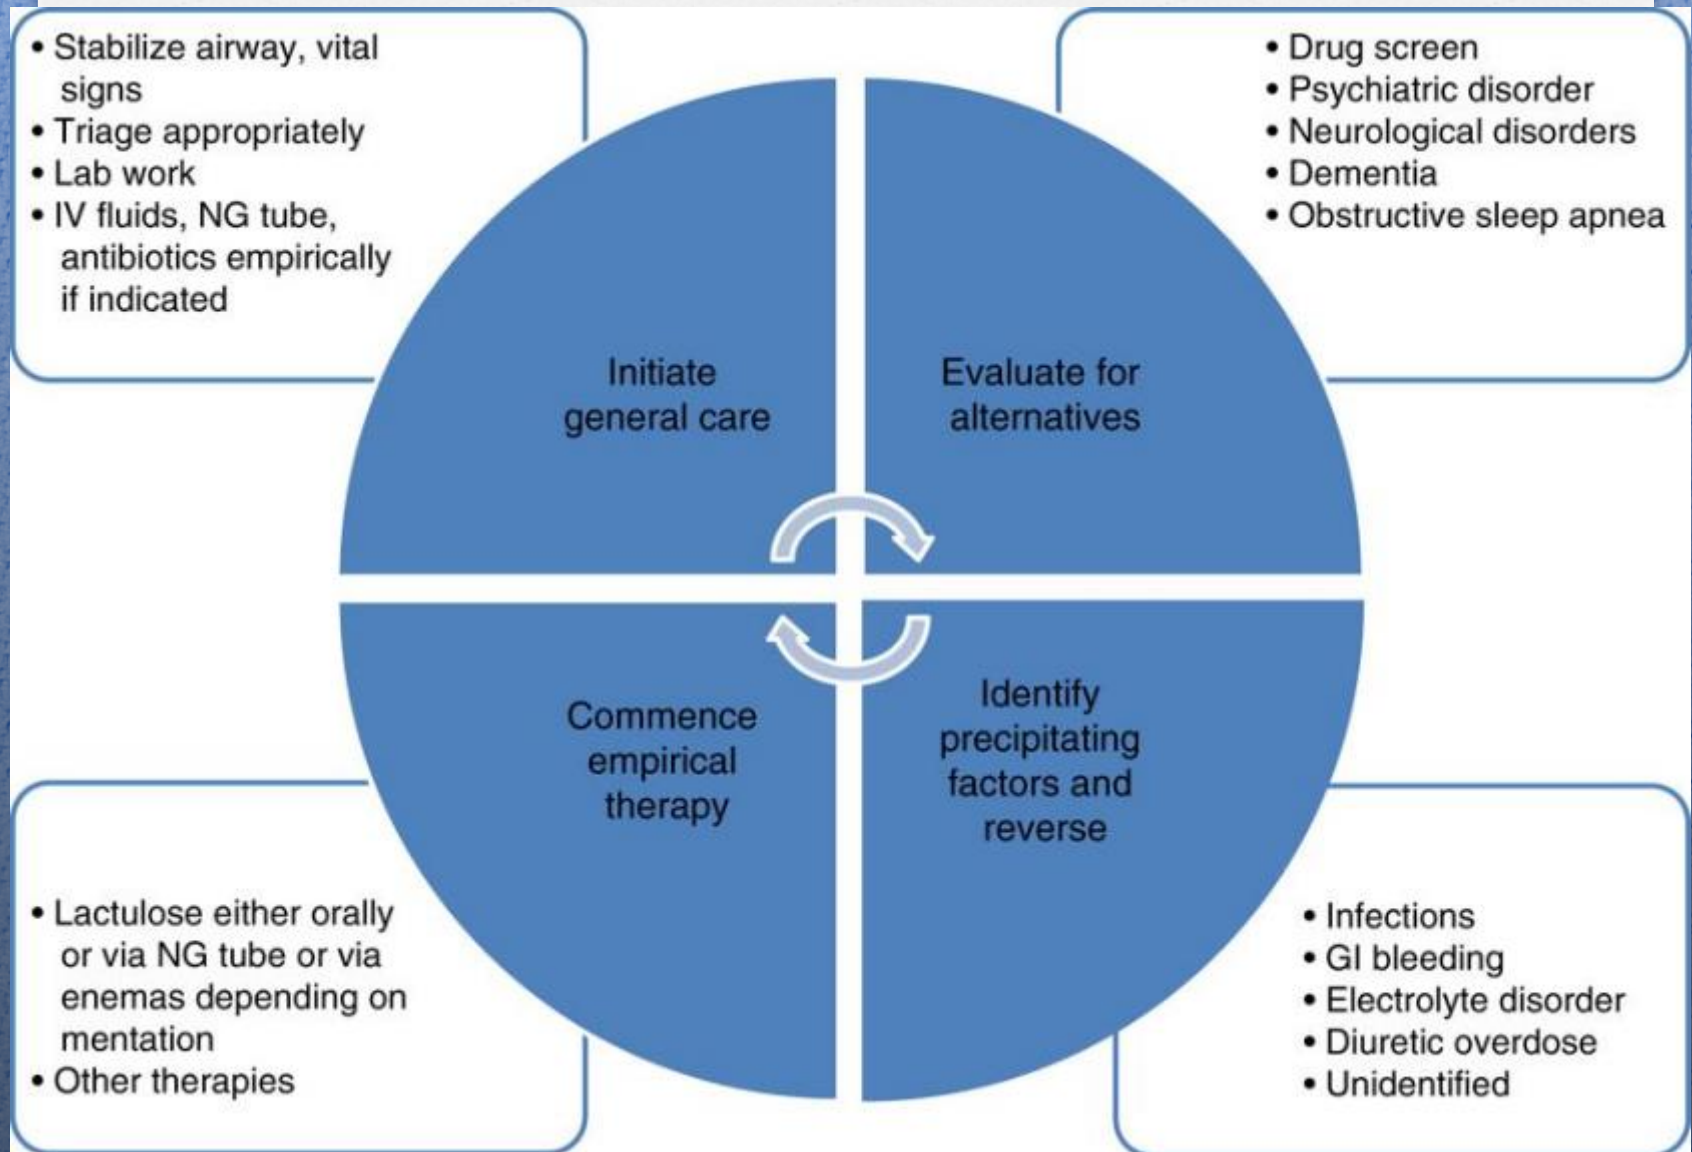 • Stabilize airway, vital
signs
• Triage appropriately
• Lab work
• IV fluids, NG tube,
antibiotics empirically
if indicated
• Drug screen
• Psychiatric disorder
• Neurological disorders
• Dementia
• Obstructive sleep apnea
Initiate
general care
Evaluate for
alternatives
Commence
empirical
therapy
Identify
precipitating
factors and
reverse
• Lactulose either orally
or via NG tube or via
enemas depending on
mentation
• Other therapies
• Infections
• GI bleeding
• Electrolyte disorder
• Diuretic overdose
• Unidentified